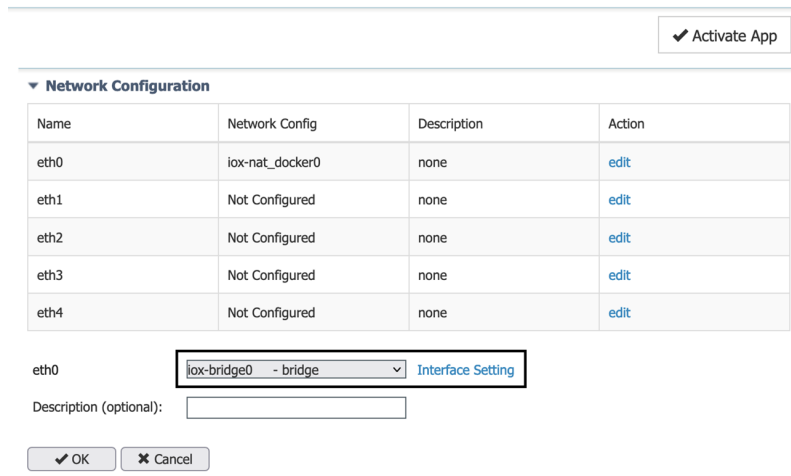 Activate App
Network Configuration
Name Network Config Description Action
eth0 iox-nat_docker0 none edit
eth1 Not Configured none edit
eth2 Not Configured none edit
eth3 Not Configured none edit
eth4 Not Configured none edit
eth0 iox-bridge0 - bridge Interface Setting
Description (optional):
OK Cancel